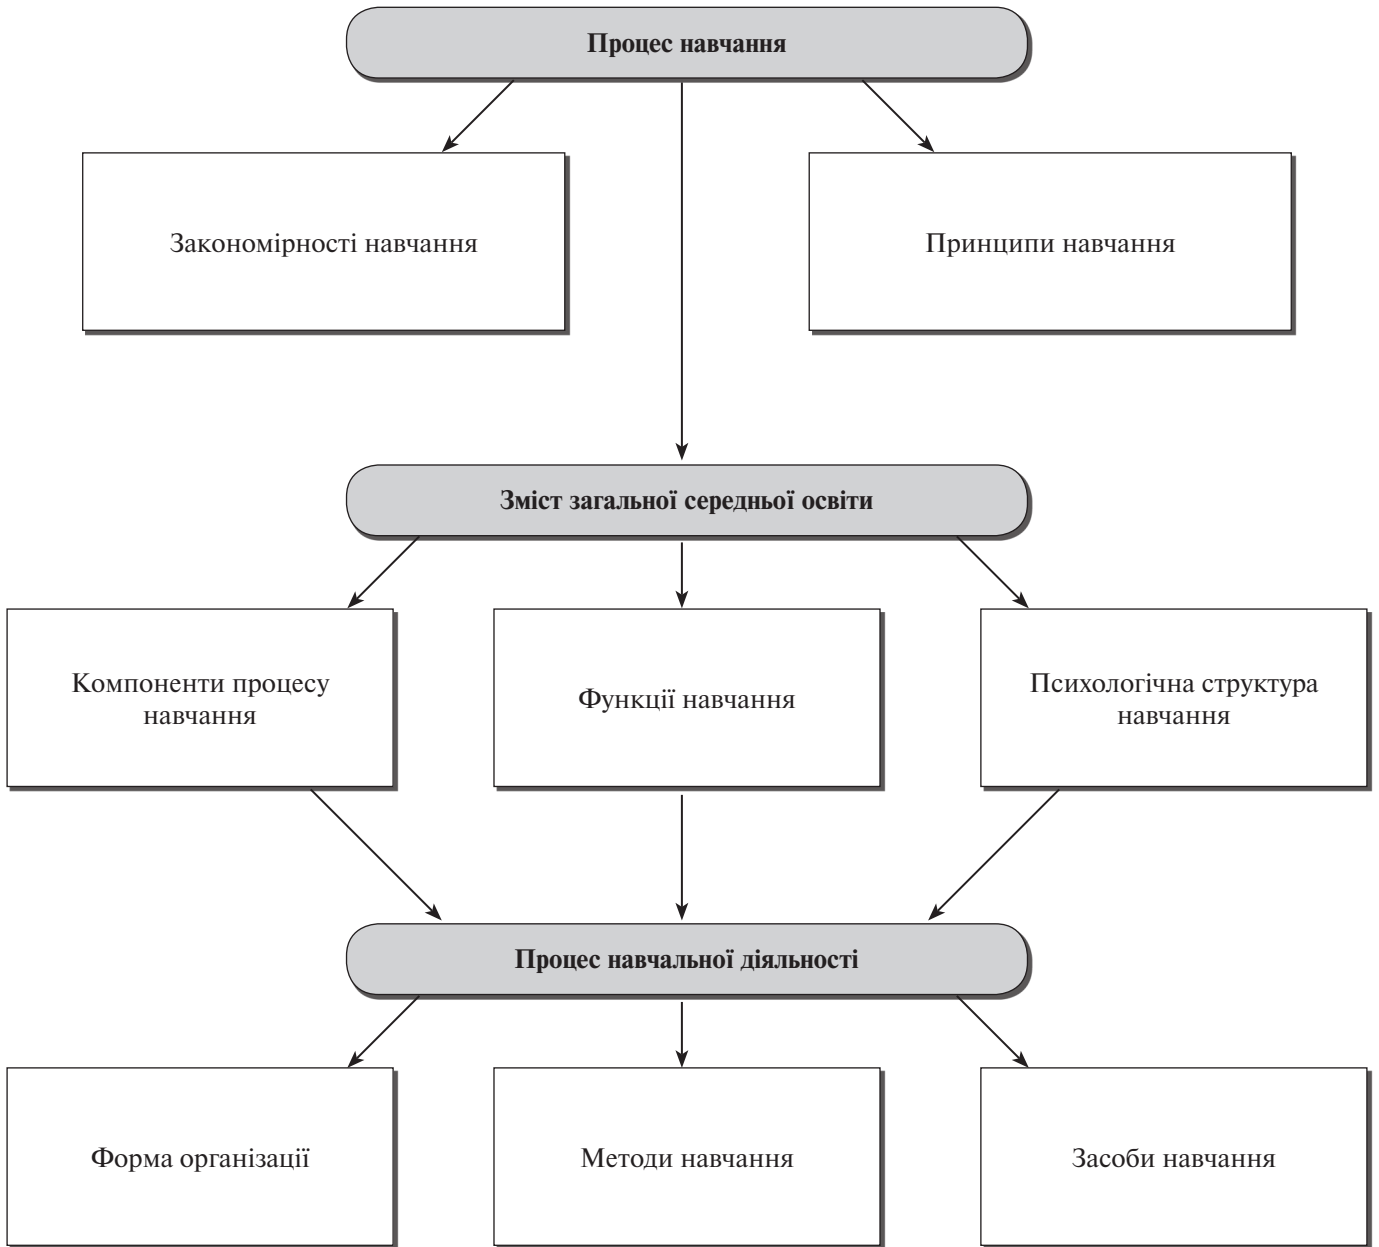 Процес навчання
Закономірності навчання
Принципи навчання
Зміст загальної середньої освіти
Компоненти процесу
навчання
Функції навчання
Психологічна структура
навчання
Процес навчальної діяльності
Форма організації
Методи навчання
Засоби навчання